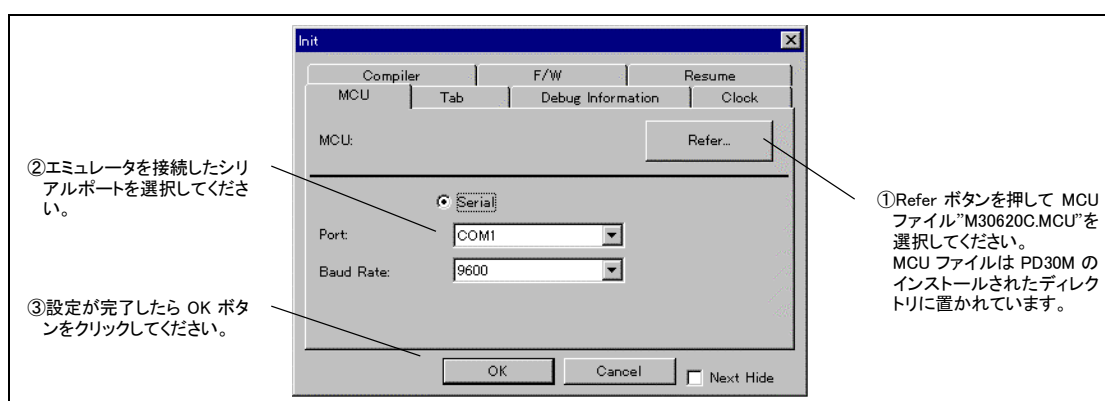 Init
Compiler F/W Resume
MCU Tab Debug Information Clock
MCU:
Refer...
Serial
Port:
COM1
Baud Rate:
9600
OK
Cancel
Next Hide
①Refer ボタンを押して MCU
ファイル”M30620C.MCU”を
選択してください。
MCU ファイルは PD30M の
インストールされたディレク
トリに置かれています。
②エミュレータを接続したシリ
アルポートを選択してくださ
い。
③設定が完了したら OK ボタ
ンをクリックしてください。